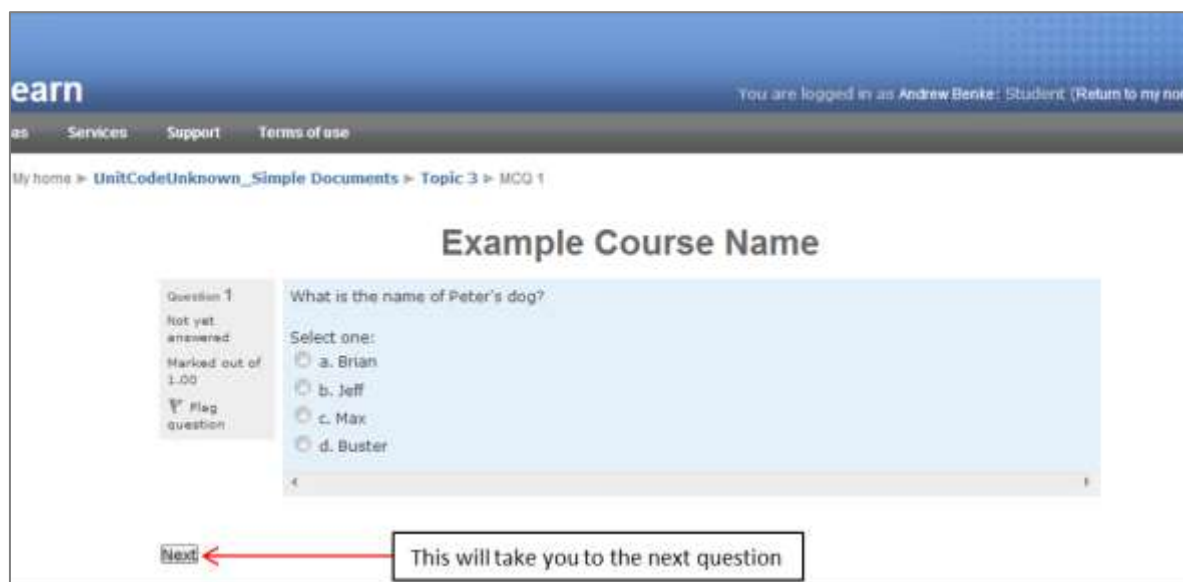 earn
You are logged in as Andrew Benke: Student (Return to my nor
as Services Support Terms of use
My home ► UnitCodeUnknown_Simple Documents ► Topic 3 ► MCQ 1
Example Course Name
Question 1
Not yet
answered
Marked out of
1.00
Flag
question
What is the name of Peter's dog?
Select one:
a. Brian
b. Jeff
c. Max
d. Buster
Next
This will take you to the next question